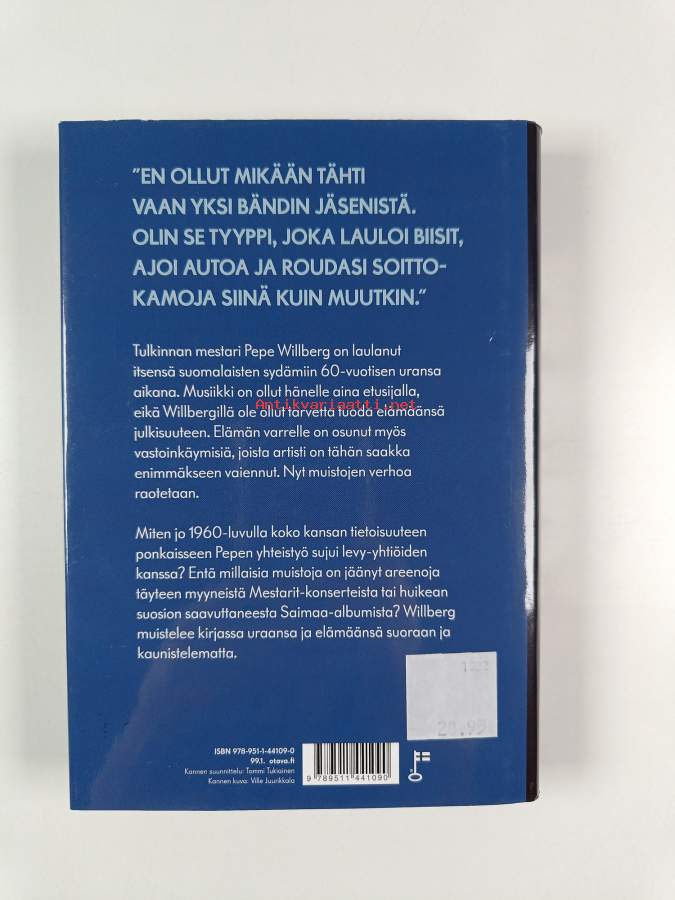 "EN OLLUT MIKÄÄN TÄHTI
VAAN YKSI BÄNDIN JÄSENISTÄ.
OLIN SE TYYPPI, JOKA LAULOI BIISIT,
AJOI AUTOA JA ROUDASI SOITTO-
KAMOJA SIINÄ KUIN MUUTKIN."
Tulkinnan mestari Pepe Willberg on laulanut
itsensä suomalaisten sydämiin 60-vuotisen uransa
aikana. Musiikki on ollut hänelle aina etusijalla,
Antikvariaatti.net
eikä Willbergillä ole ollut tarvetta tuoda elämäänsä
julkisuuteen. Elämän varrelle on osunut myös
vastoinkäymisiä, joista artisti on tähän saakka
enimmäkseen vaiennut. Nyt muistojen verhoa
raotetaan.
Miten jo 1960-luvulla koko kansan tietoisuuteen
ponkaisseen Pepen yhteistyö sujui levy-yhtiöiden
kanssa? Entä millaisia muistoja on jäänyt areenoja
täyteen myyneistä Mestarit-konserteista tai huikean
suosion saavuttaneesta Saimaa-albumista? Willberg
muistelee kirjassa uraansa ja elämäänsä suoraan ja
kaunistelematta.
ISBN 978-951-1-44109-0
99.1. otava.fi
Kannen suunnittelu: Tammi Tukiainen
Kannen kuva: Ville Juurikkala
9 789511 441090